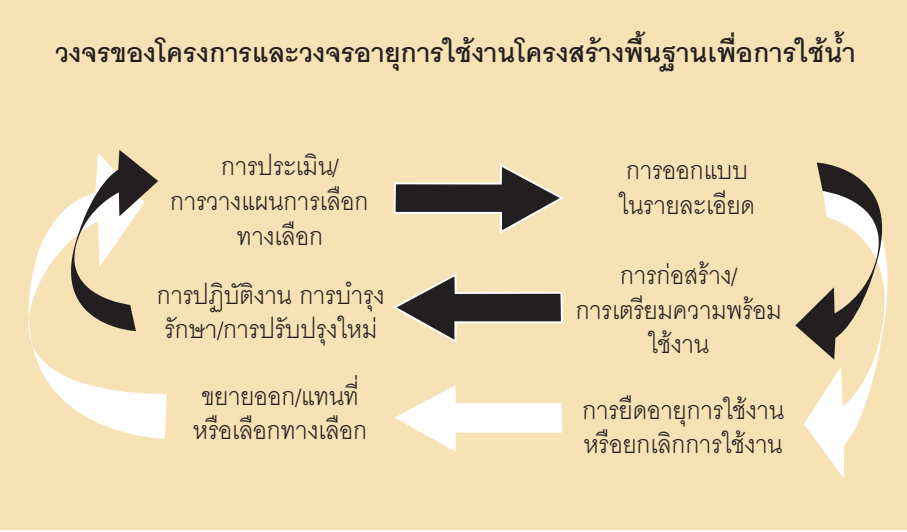 วงจรของโครงการและวงจรอายุการใช้งานโครงสร้างพื้นฐานเพื่อการใช้น้ำ
การประเมิน/
การวางแผนการเลือก
ทางเลือก
การออกแบบ
ในรายละเอียด
การก่อสร้าง/
การเตรียมความพร้อม
ใช้งาน
การปฏิบัติงาน การบำรุง
รักษา/การปรับปรุงใหม่
การยืดอายุการใช้งาน
หรือยกเลิกการใช้งาน
ขยายออก/แทนที่
หรือเลือกทางเลือก